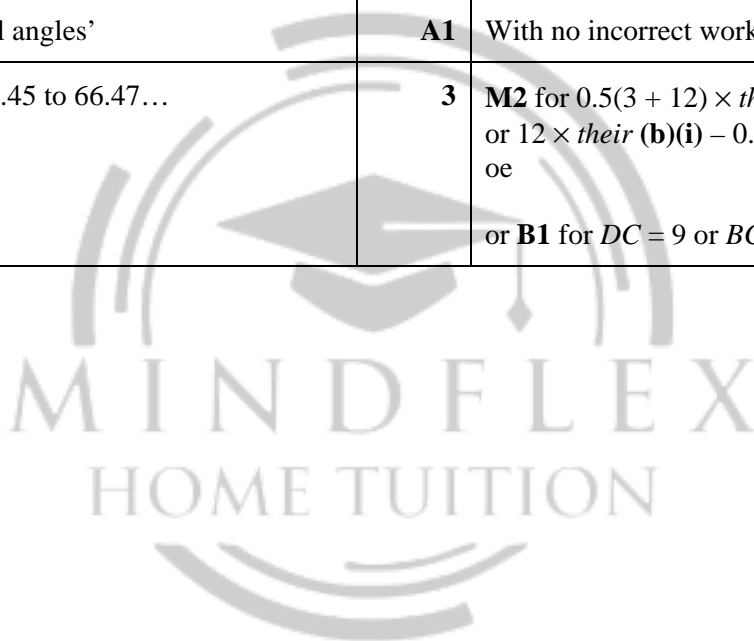 l angles’ A1 With no incorrect work
.45 to 66.47… 3 M2 for 0.5(3 + 12) × th
or 12 × their (b)(i) – 0.
oe
or B1 for DC = 9 or BC
MINDFLEX
HOME TUITION